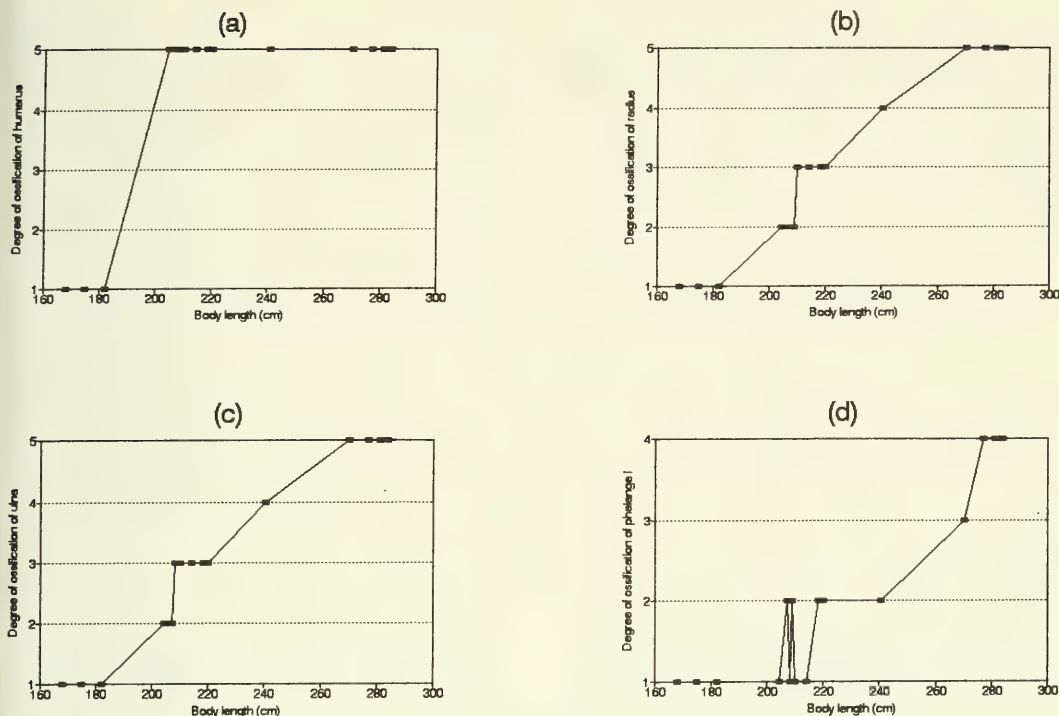 (a)
Degree of ossification of humerus
5
4
3
2
1
160 180 200 220 240 260 280 300
Body length (cm)
(b)
Degree of ossification of radius
5
4
3
2
1
160 180 200 220 240 260 280 300
Body length (cm)
(c)
Degree of ossification of ulna
5
4
3
2
1
160 180 200 220 240 260 280 300
Body length (cm)
(d)
Degree of ossification of phalange I
4
3
2
1
160 180 200 220 240 260 280 300
Body length (cm)